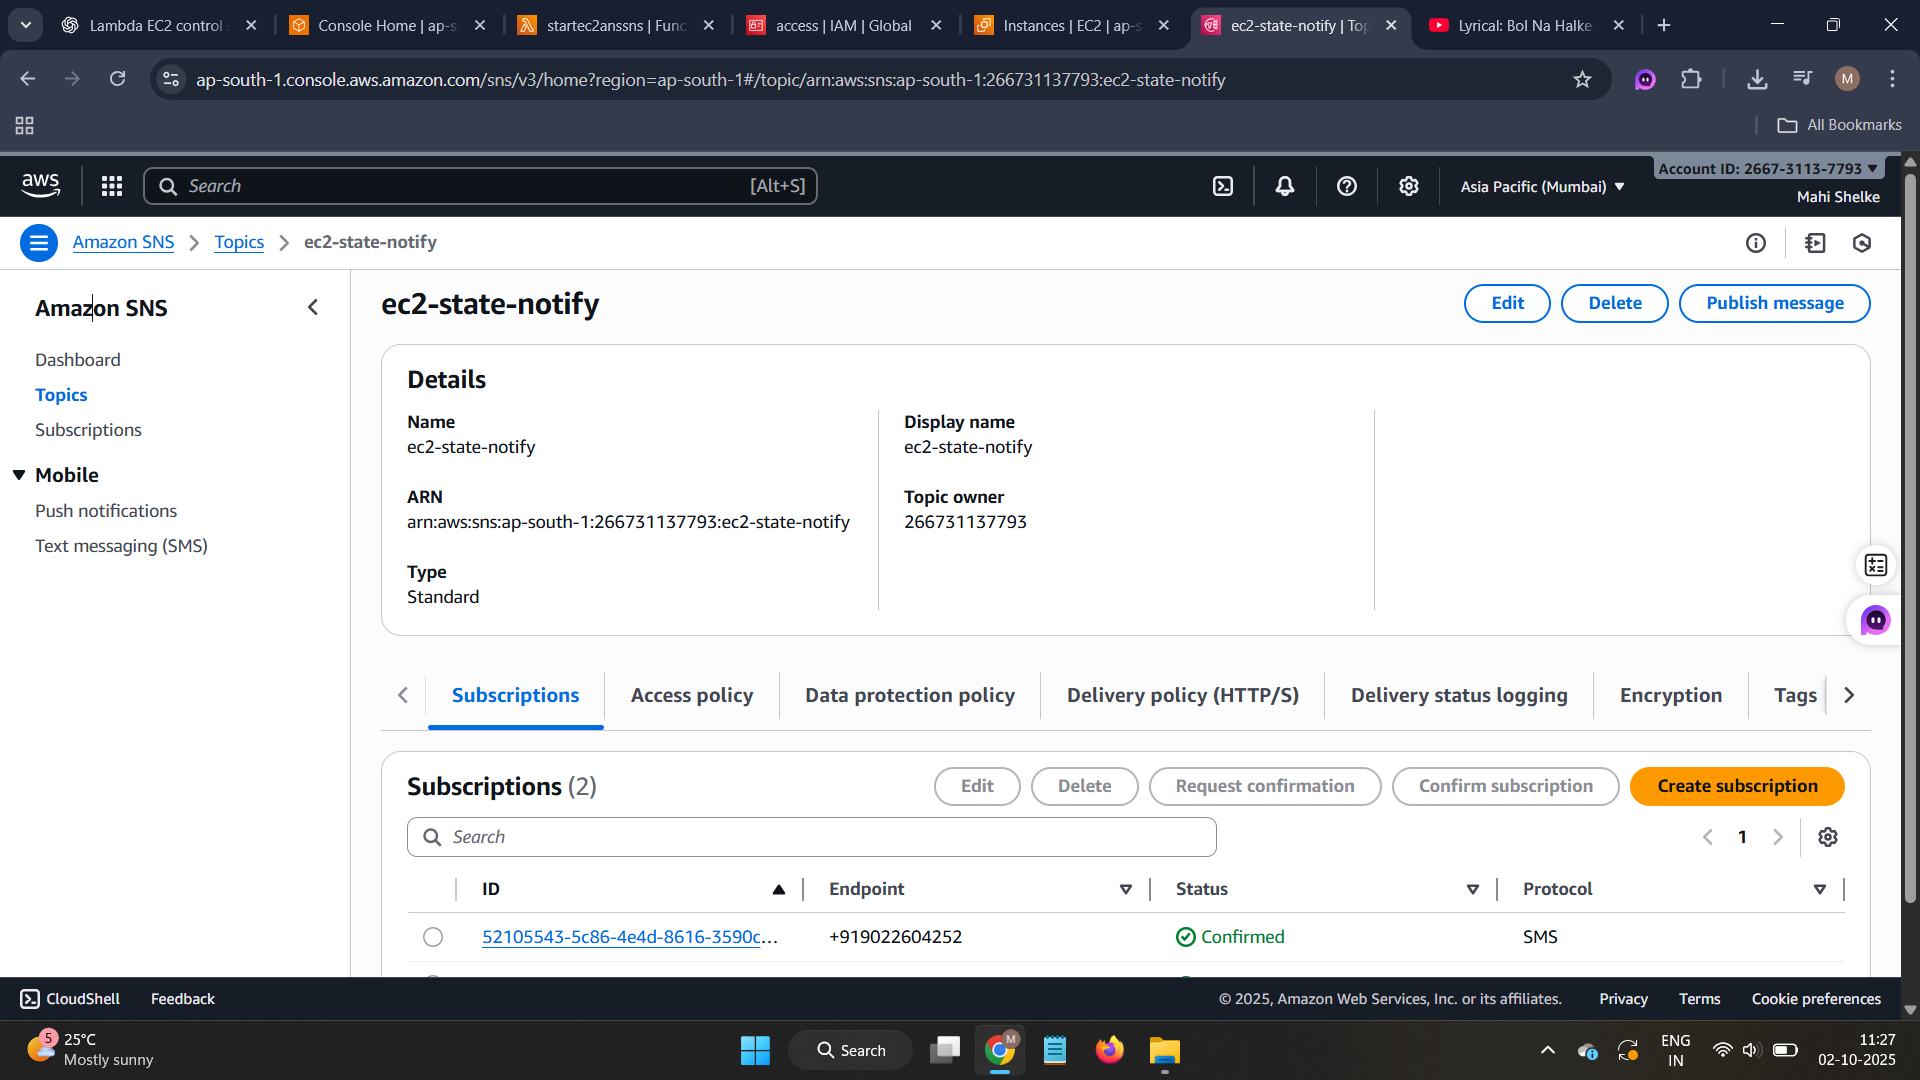 Lambda EC2 control
Console Home | ap-s
startec2anssns | Func
access | IAM | Global
Instances | EC2 | ap-s
ec2-state-notify | Top
Lyrical: Bol Na Halke
ap-south-1.console.aws.amazon.com/sns/v3/home?region=ap-south-1#/topic/arn:aws:sns:ap-south-1:266731137793:ec2-state-notify
M
All Bookmarks
aws
Search
[Alt+S]
Asia Pacific (Mumbai)
Account ID: 2667-3113-7793
Mahi Shelke
Amazon SNS
Topics
ec2-state-notify
Amazon SNS
Dashboard
Topics
Subscriptions
Mobile
Push notifications
Text messaging (SMS)
ec2-state-notify
Edit
Delete
Publish message
Details
Name
ec2-state-notify
ARN
arn:aws:sns:ap-south-1:266731137793:ec2-state-notify
Type
Standard
Display name
ec2-state-notify
Topic owner
266731137793
Subscriptions
Access policy
Data protection policy
Delivery policy (HTTP/S)
Delivery status logging
Encryption
Tags
Subscriptions (2)
Edit
Delete
Request confirmation
Confirm subscription
Create subscription
Search
1
ID
Endpoint
Status
Protocol
52105543-5c86-4e4d-8616-3590c...
+919022604252
Confirmed
SMS
CloudShell
Feedback
© 2025, Amazon Web Services, Inc. or its affiliates.
Privacy
Terms
Cookie preferences
5
25°C
Mostly sunny
Search
M
ENG
IN
11:27
02-10-2025